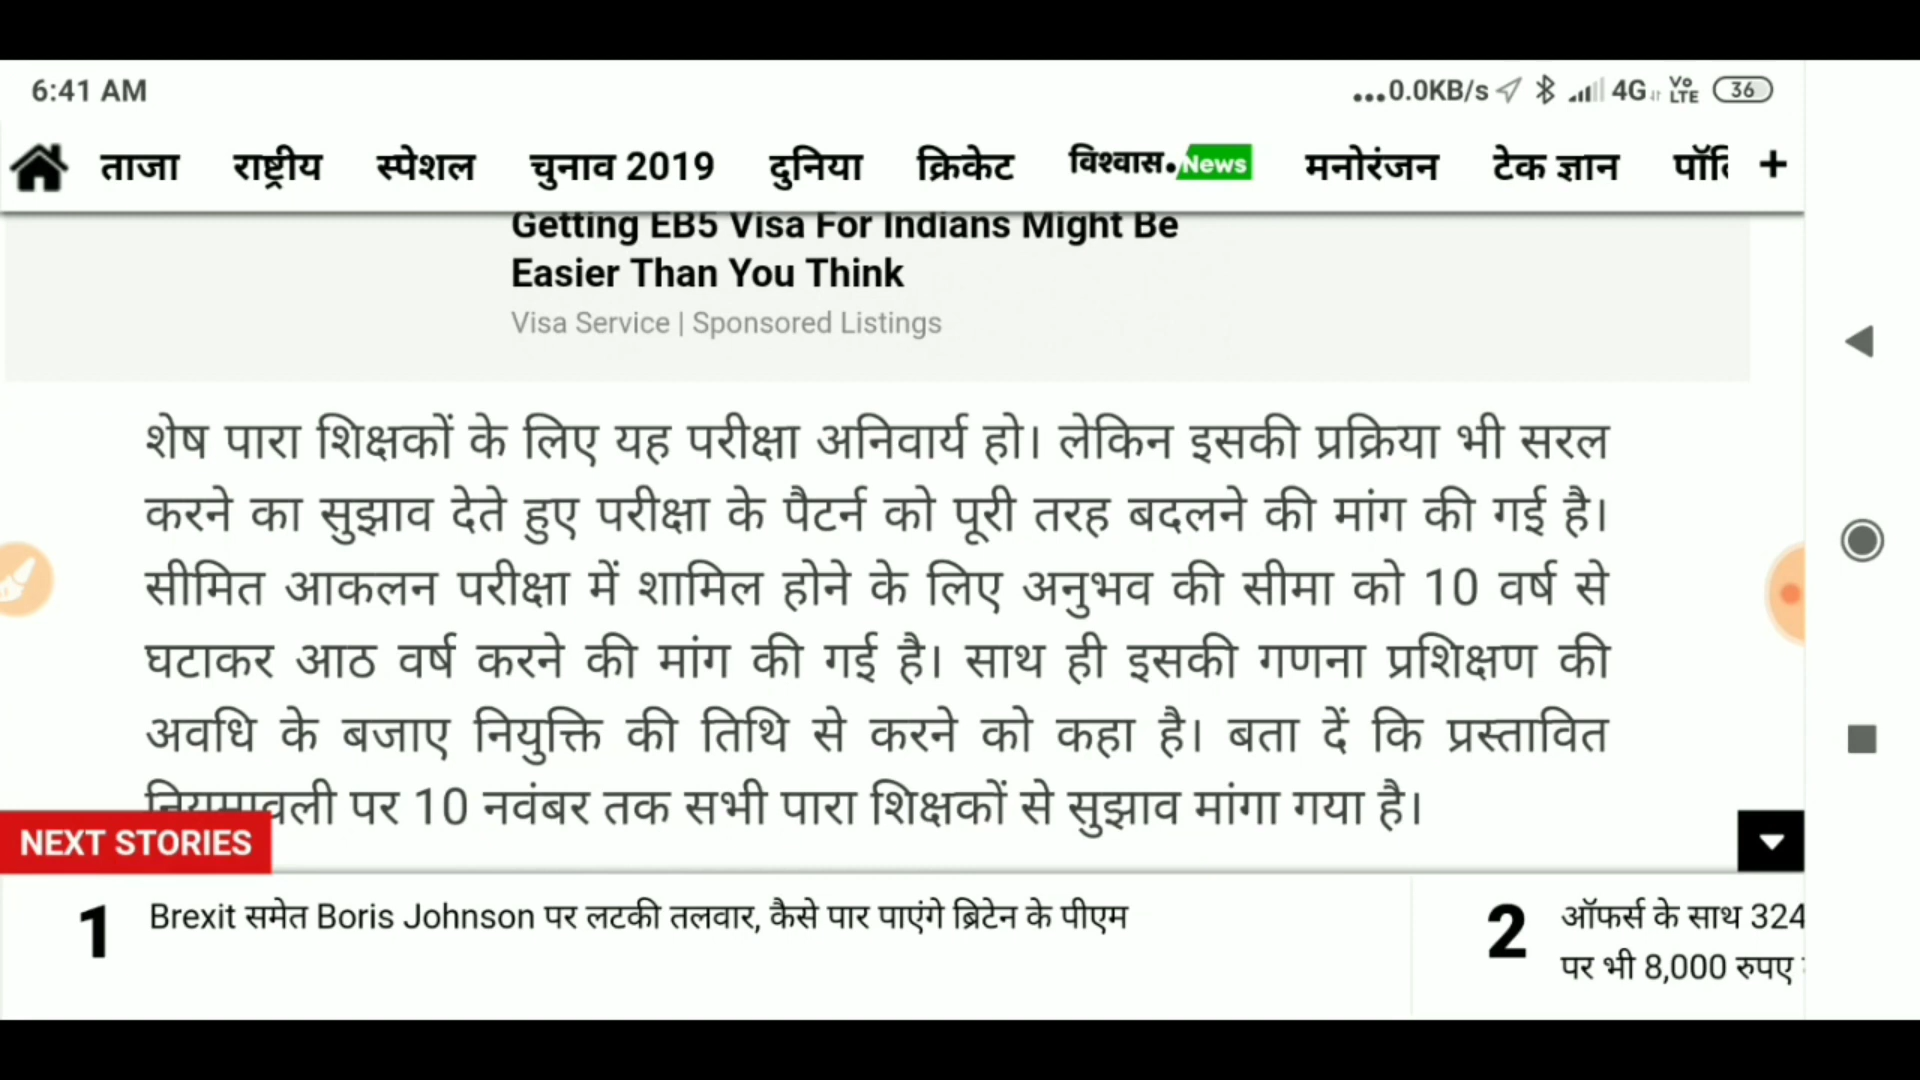 6:41 AM
...0.0KB/s 4G Vo LTE 36
ताजा राष्ट्रीय स्पेशल चुनाव 2019 दुनिया क्रिकेट विश्वास.News मनोरंजन टेक ज्ञान +
Getting EB5 Visa For Indians Might Be
Easier Than You Think
Visa Service | Sponsored Listings
शेष पारा शिक्षकों के लिए यह परीक्षा अनिवार्य हो। लेकिन इसकी प्रक्रिया भी सरल
करने का सुझाव देते हुए परीक्षा के पैटर्न को पूरी तरह बदलने की मांग की गई है।
सीमित आकलन परीक्षा में शामिल होने के लिए अनुभव की सीमा को 10 वर्ष से
घटाकर आठ वर्ष करने की मांग की गई है। साथ ही इसकी गणना प्रशिक्षण की
अवधि के बजाए नियुक्ति की तिथि से करने को कहा है। बता दें कि प्रस्तावित
नियमावली पर 10 नवंबर तक सभी पारा शिक्षकों से सुझाव मांगा गया है।
NEXT STORIES
1 Brexit समेत Boris Johnson पर लटकी तलवार, कैसे पार पाएंगे ब्रिटेन के पीएम
2 ऑफर्स के साथ 324
पर भी 8,000 रुपए